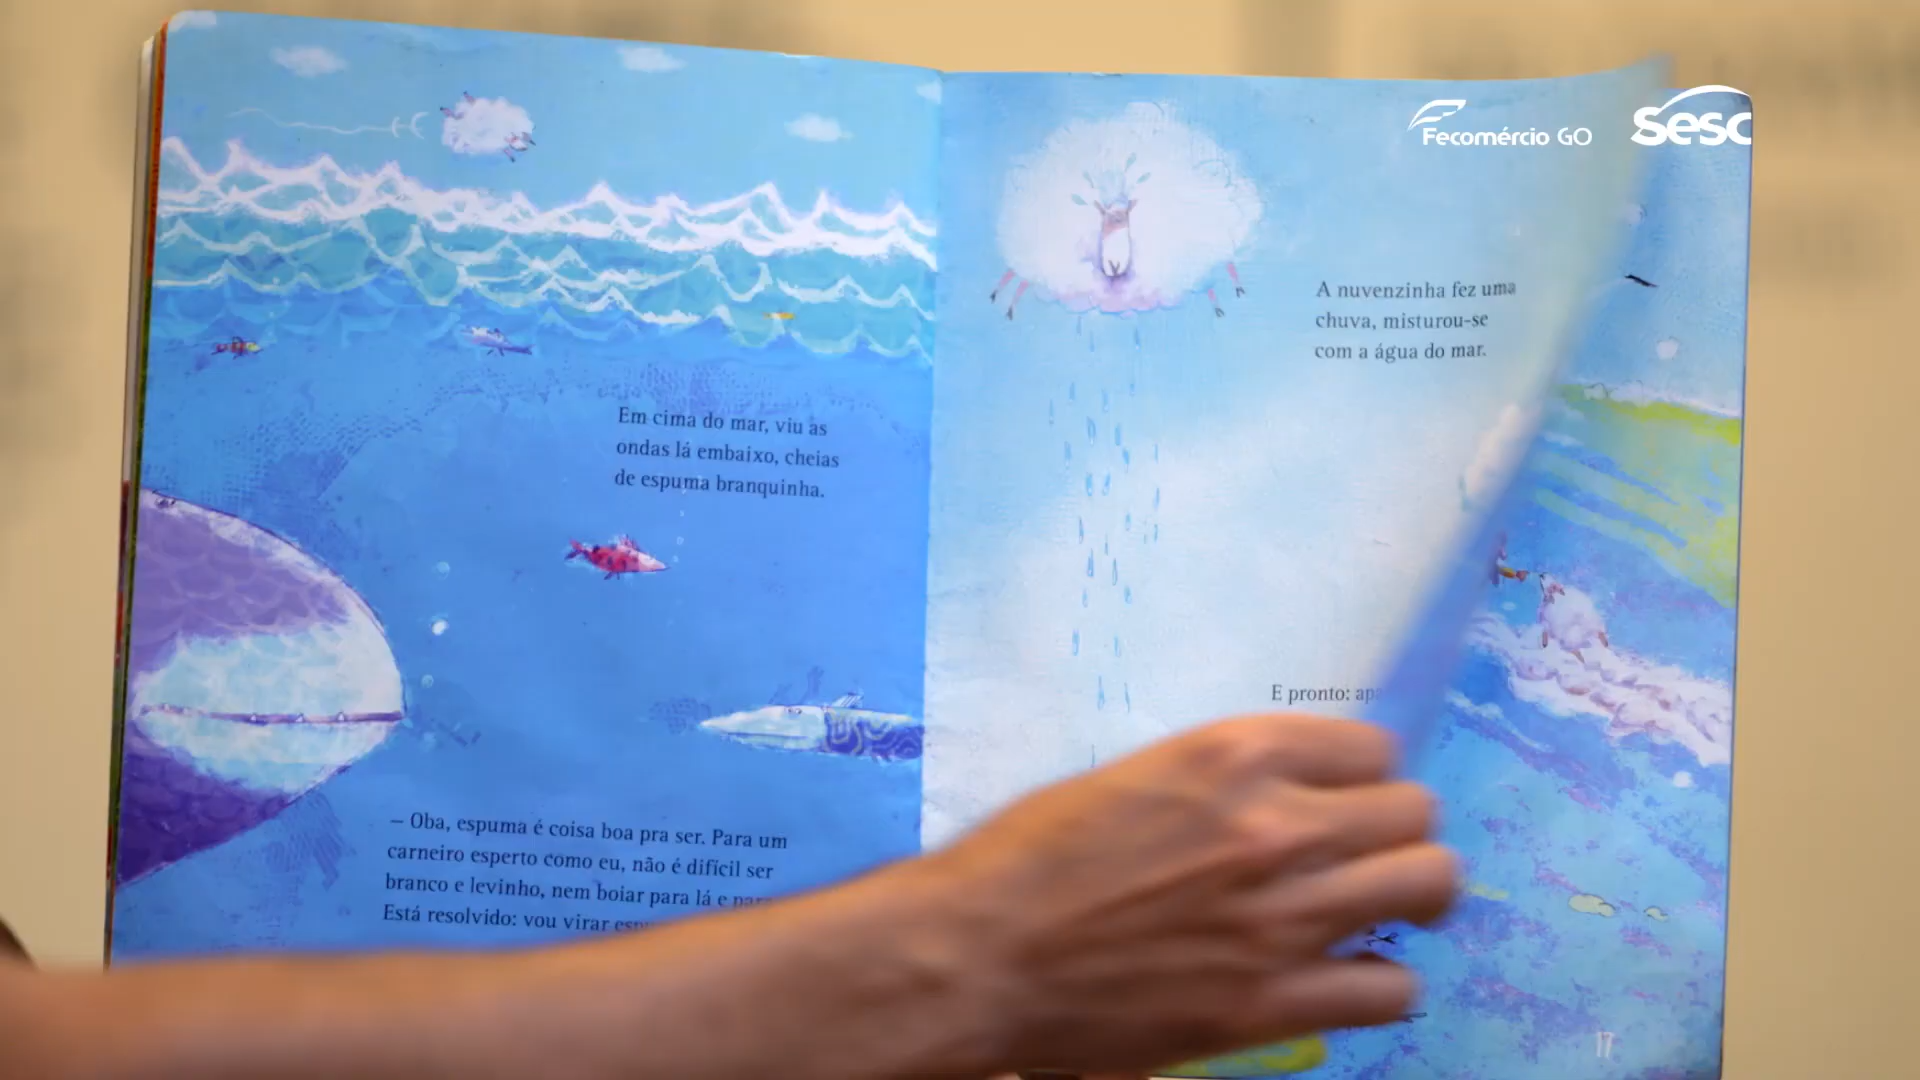 Fecomércio GO
Sesc
Em cima do mar, viu as
ondas lá embaixo, cheias
de espuma branquinha.
— Oba, espuma é coisa boa pra ser. Para um
carneiro esperto como eu, não é difícil ser
branco e levinho, nem boiar para lá e
Está resolvido: vou virar
A nuvenzinha fez uma
chuva, misturou-se
com a água do mar.
E pronto:
17